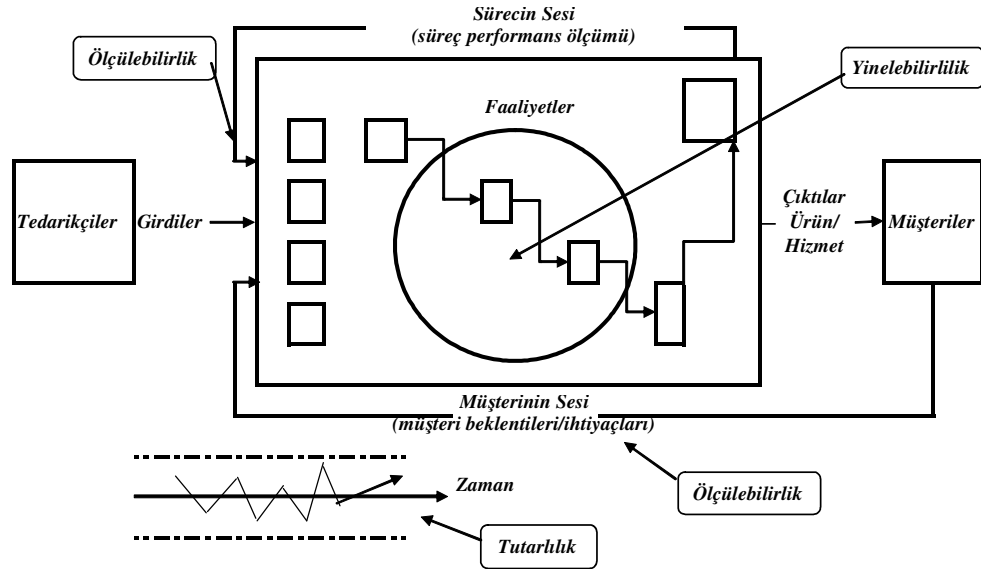 Sürecin Sesi
(süreç performans ölçümü)
Ölçülebilirlik
Yinelebilirlilik
Faaliyetler
Tedarikçiler
Girdiler
Çıktılar
Ürün/
Hizmet
Müşteriler
Müşterinin Sesi
(müşteri beklentileri/ihtiyaçları)
Zaman
Ölçülebilirlik
Tutarlılık